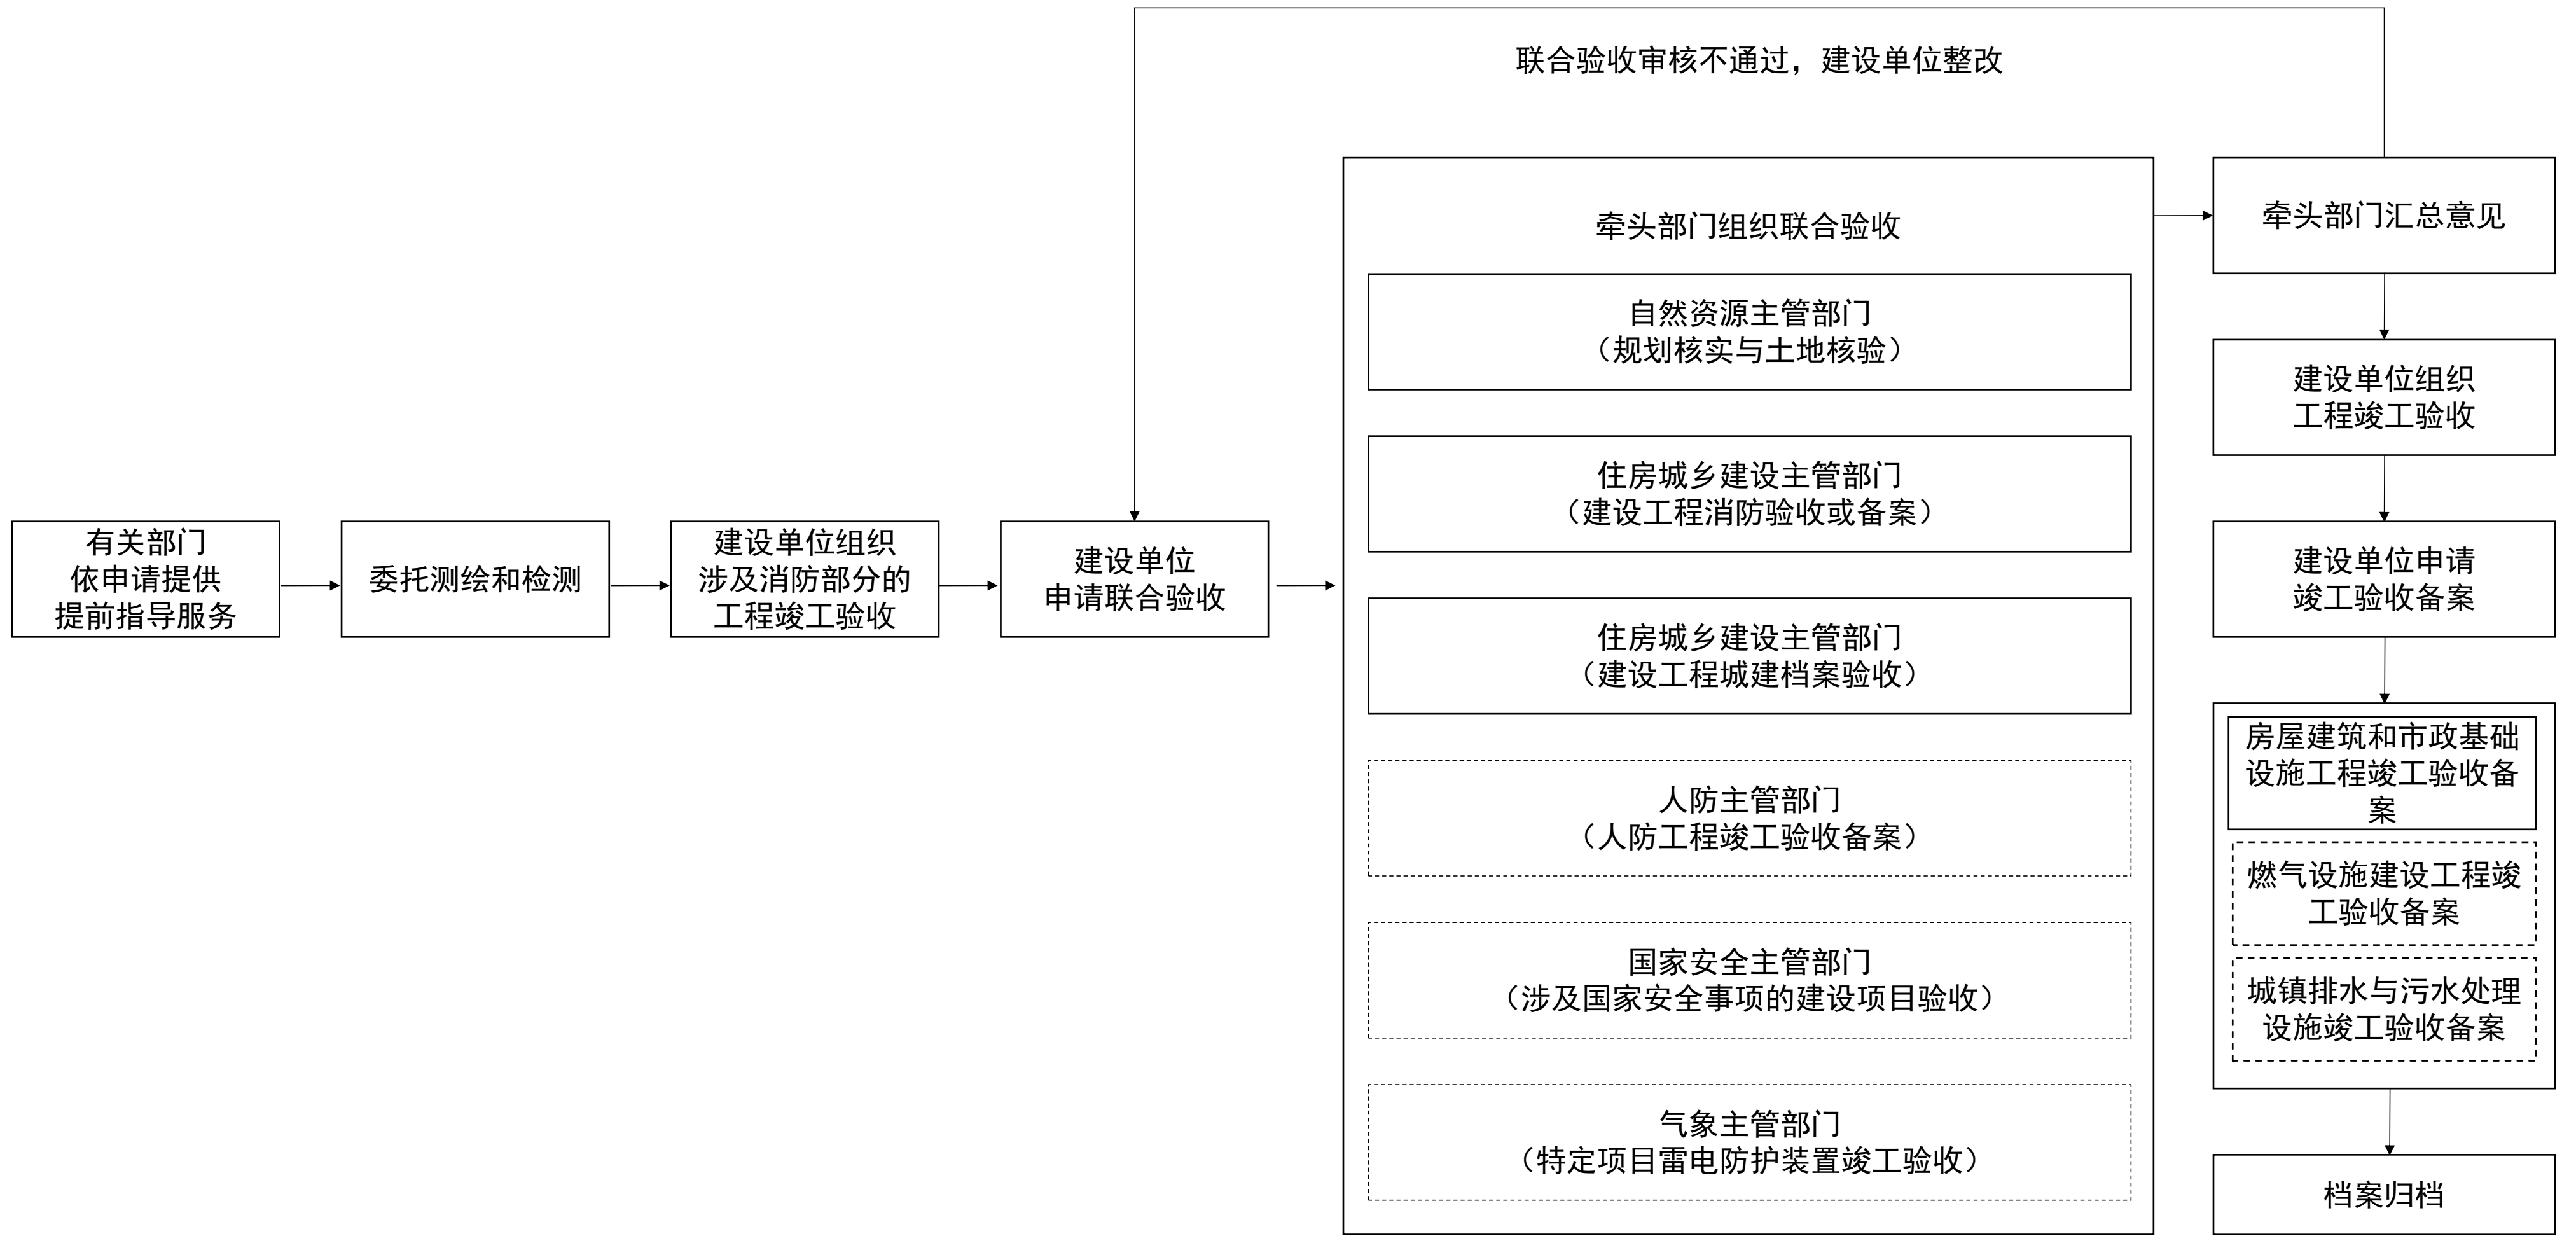 联合验收审核不通过，建设单位整改
有关部门
依申请提供
提前指导服务
委托测绘和检测
建设单位组织
涉及消防部分的
工程竣工验收
建设单位
申请联合验收
牵头部门组织联合验收
自然资源主管部门
（规划核实与土地核验）
住房城乡建设主管部门
（建设工程消防验收或备案）
住房城乡建设主管部门
（建设工程城建档案验收）
人防主管部门
（人防工程竣工验收备案）
国家安全主管部门
（涉及国家安全事项的建设项目验收）
气象主管部门
（特定项目雷电防护装置竣工验收）
牵头部门汇总意见
建设单位组织
工程竣工验收
建设单位申请
竣工验收备案
房屋建筑和市政基础
设施工程竣工验收备
案
燃气设施建设工程竣
工验收备案
城镇排水与污水处理
设施竣工验收备案
档案归档